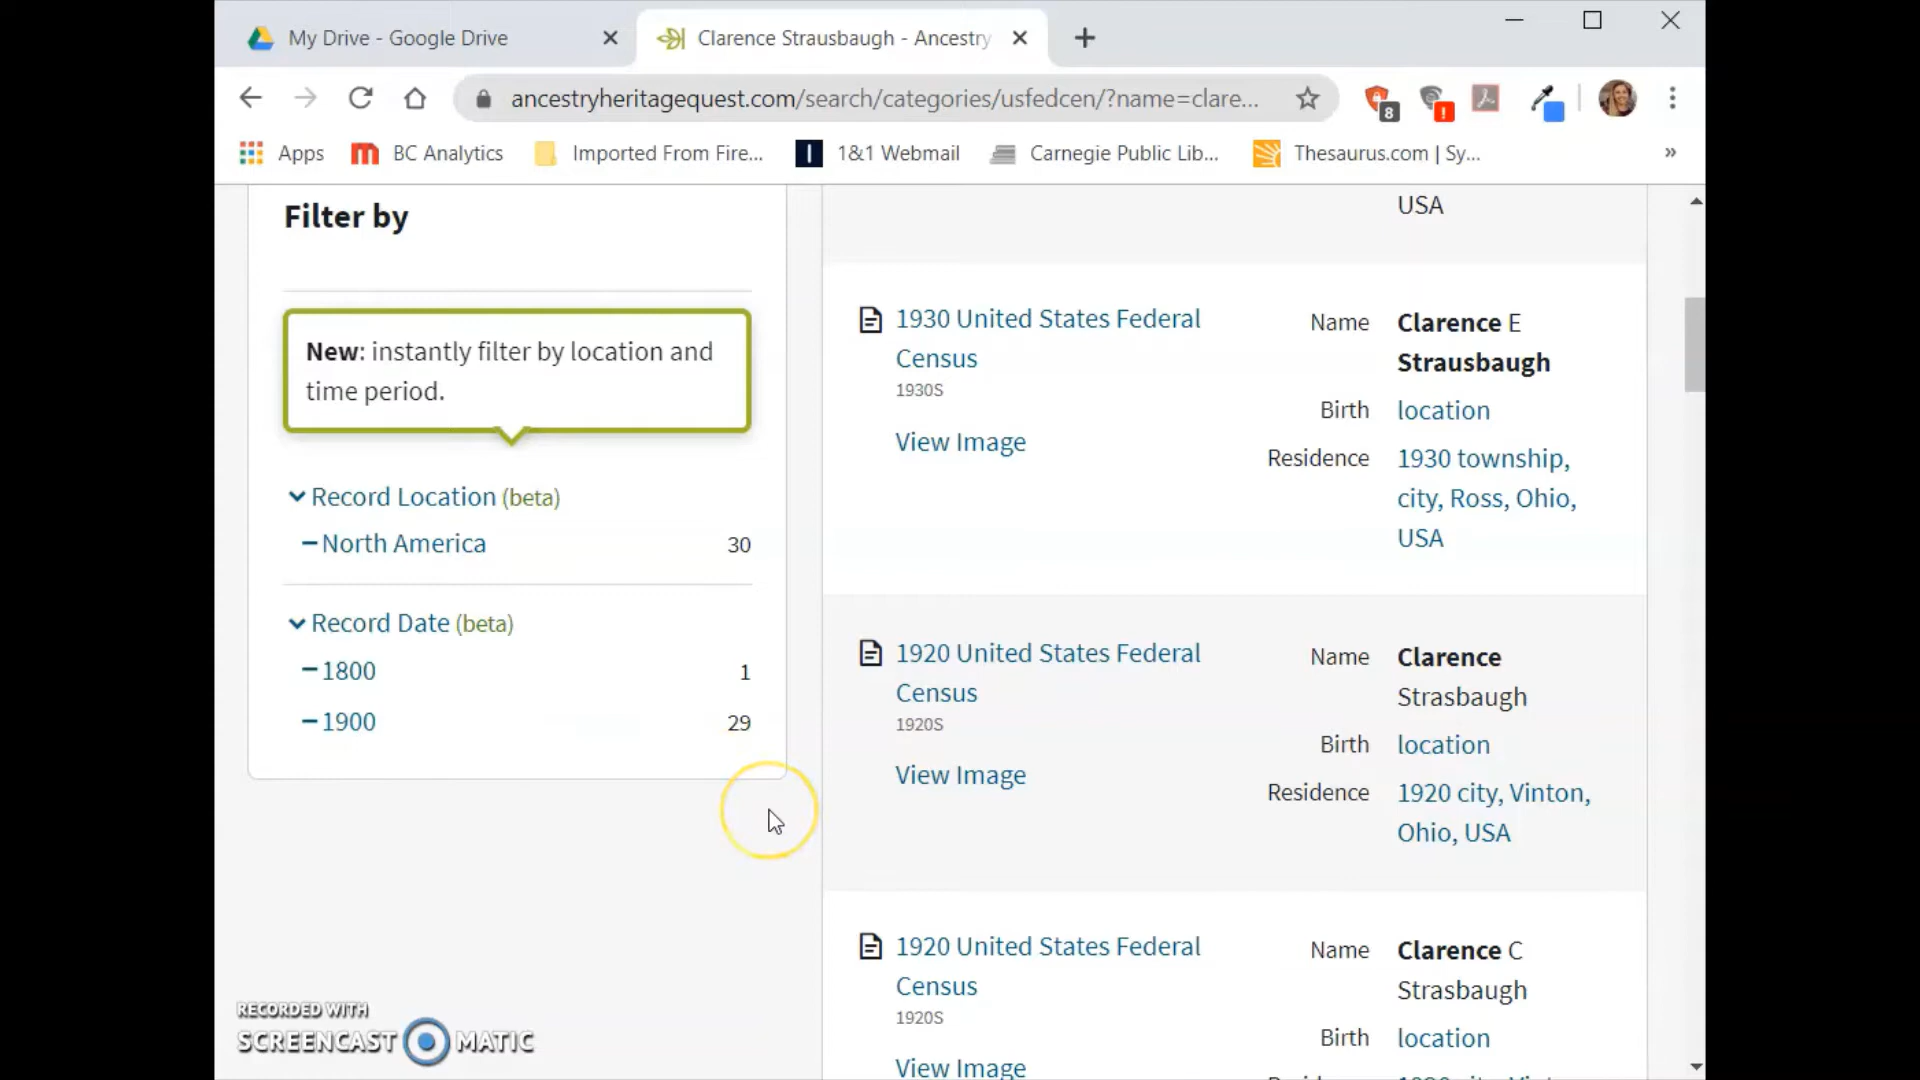 My Drive - Google Drive
Clarence Strausbaugh - Ancestry
ancestryheritagequest.com/search/categories/usfedcen/?name=clare...
8
!
Apps
BC Analytics
Imported From Fire...
1&1 Webmail
Carnegie Public Lib...
Thesaurus.com | Sy...
»
Filter by
New: instantly filter by location and
time period.
Record Location (beta)
North America 30
Record Date (beta)
1800 1
1900 29
USA
1930 United States Federal
Census
1930S
View Image
Name Clarence E
Strausbaugh
Birth location
Residence 1930 township,
city, Ross, Ohio,
USA
1920 United States Federal
Census
1920S
View Image
Name Clarence
Strasbaugh
Birth location
Residence 1920 city, Vinton,
Ohio, USA
1920 United States Federal
Census
1920S
View Image
Name Clarence C
Strasbaugh
Birth location
RECORDED WITH
SCREENCAST MATIC